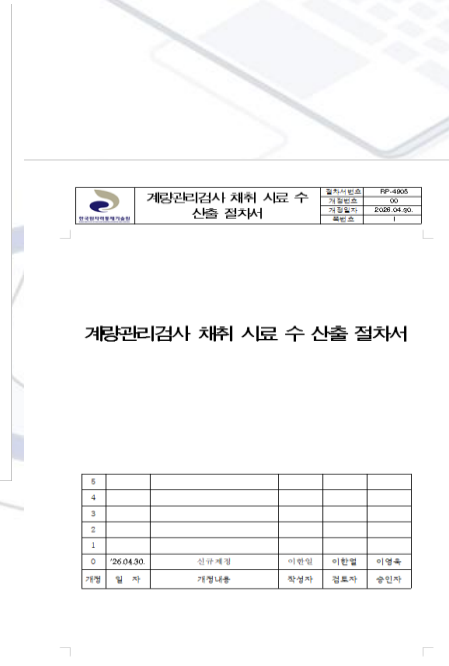 한국원자력통제기술원
계량관리검사 채취 시료 수
산출 절차서
절차서번호 RP-4905
개정번호 00
개정일자 2026.04.30.
쪽번호 1
계량관리검사 채취 시료 수 산출 절차서
5
4
3
2
1
0 '26.04.30. 신규제정 이한일 이한열 이영욱
개정 일 자 개정내용 작성자 검토자 승인자